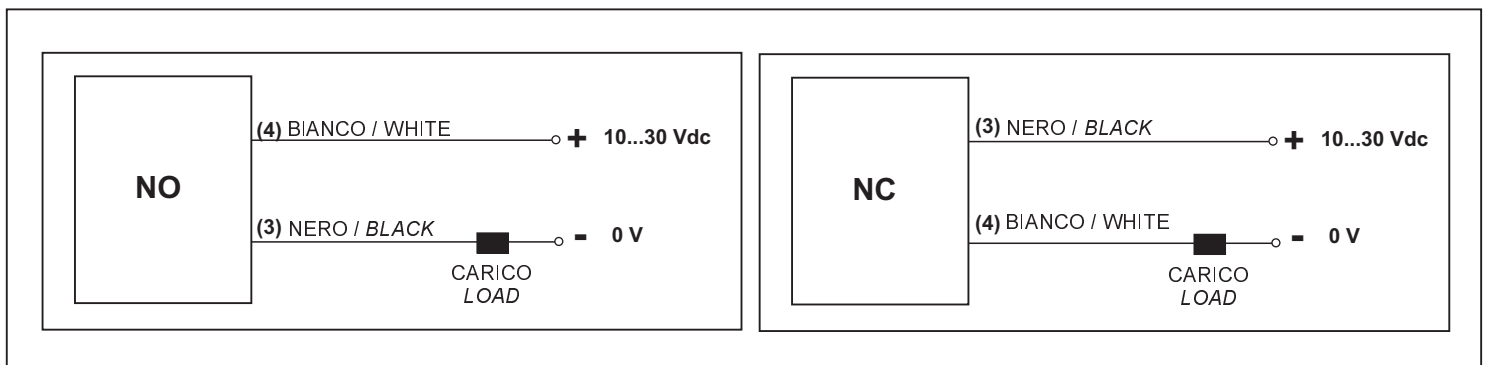 (4) BIANCO / WHITE
+ 10...30 Vdc
NO
(3) NERO / BLACK
- 0 V
CARICO
LOAD
(3) NERO / BLACK
+ 10...30 Vdc
NC
(4) BIANCO / WHITE
- 0 V
CARICO
LOAD